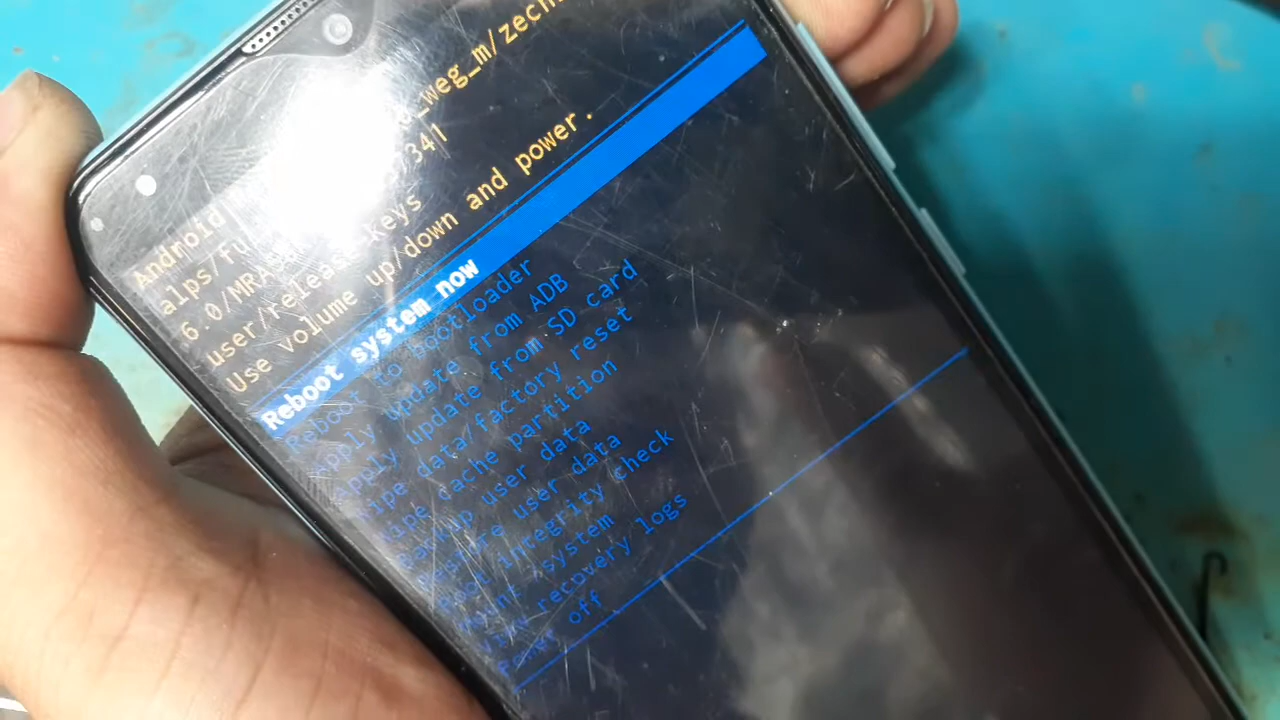 Android
alps/fu _weg_m/zech
6.0/MRA 341
user/release-keys
Use volume up/down and power.
Reboot system now
Reboot to bootloader
Apply update from ADB
Apply update from SD card
Wipe data/factory reset
Wipe cache partition
Backup user data
Restore user data
Root integrity check
Mount /system
View recovery logs
Power off